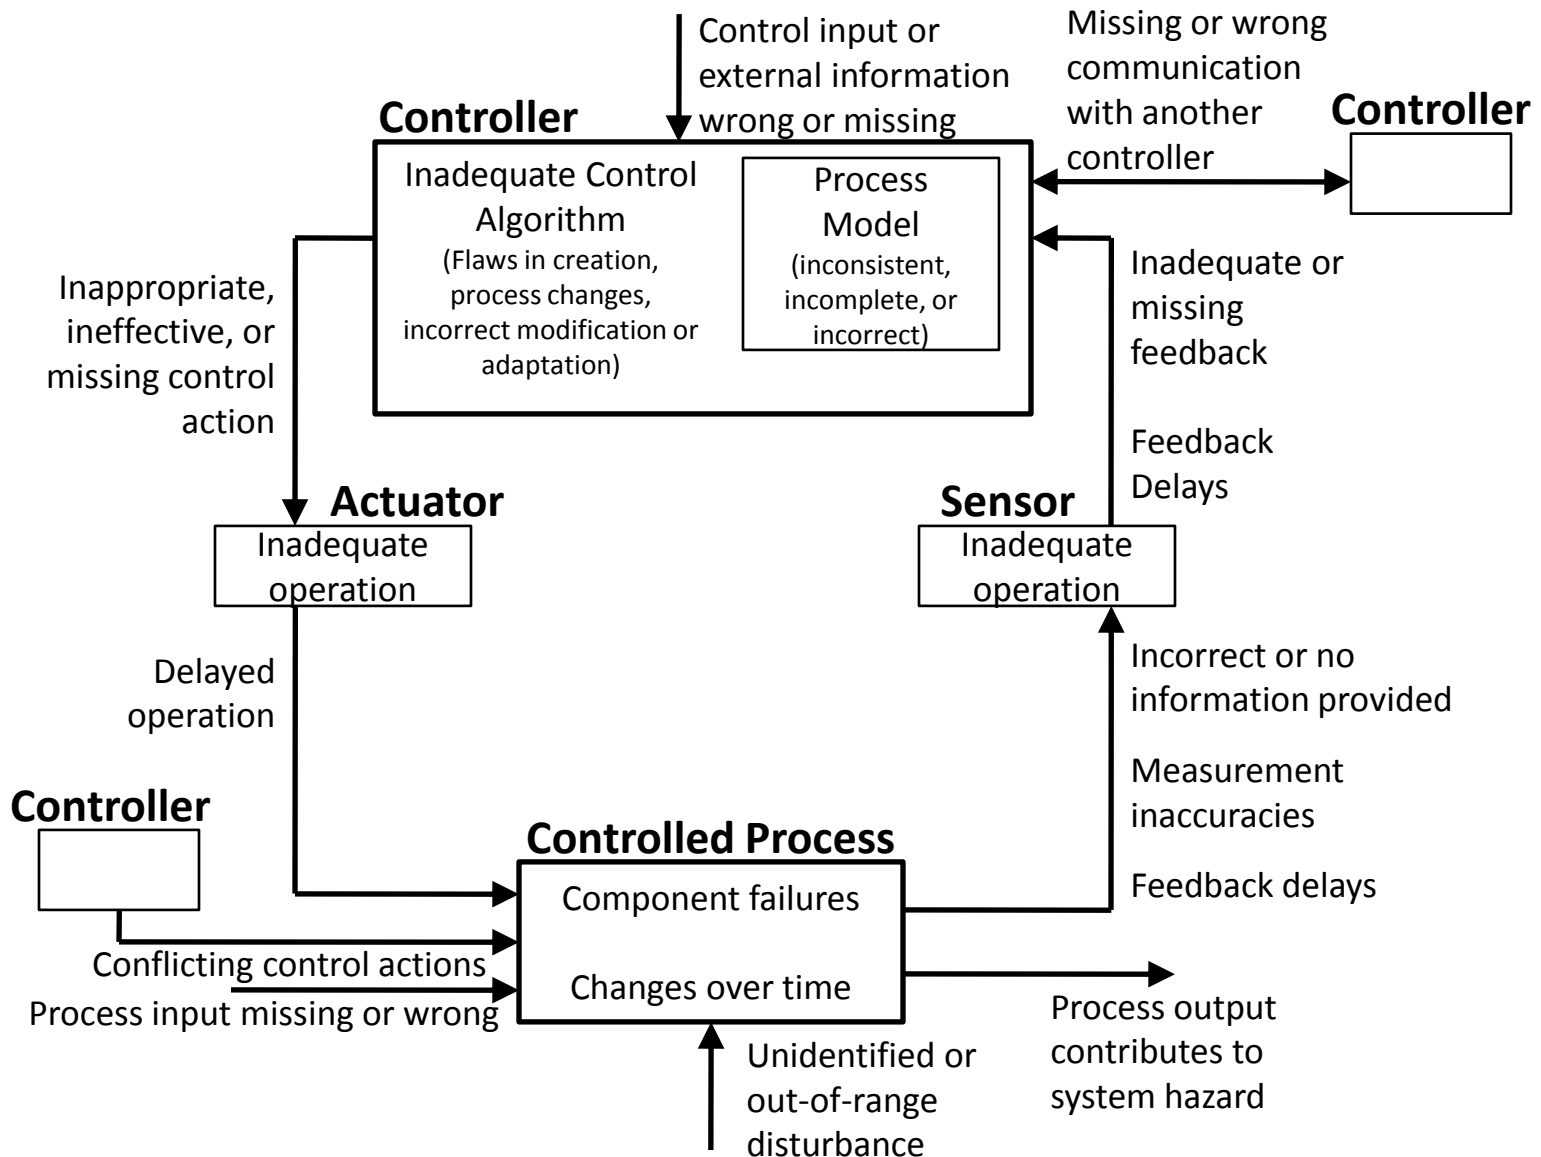 Control input or
external information
wrong or missing
Missing or wrong
communication
with another
controller
Controller
Controller
Inadequate Control
Algorithm
(Flaws in creation,
process changes,
incorrect modification or
adaptation)
Process
Model
(inconsistent,
incomplete, or
incorrect)
Inappropriate,
ineffective, or
missing control
action
Inadequate or
missing
feedback
Feedback
Delays
Actuator
Inadequate
operation
Sensor
Inadequate
operation
Delayed
operation
Incorrect or no
information provided
Measurement
inaccuracies
Feedback delays
Controller
Conflicting control actions
Process input missing or wrong
Controlled Process
Component failures
Changes over time
Unidentified or
out-of-range
disturbance
Process output
contributes to
system hazard